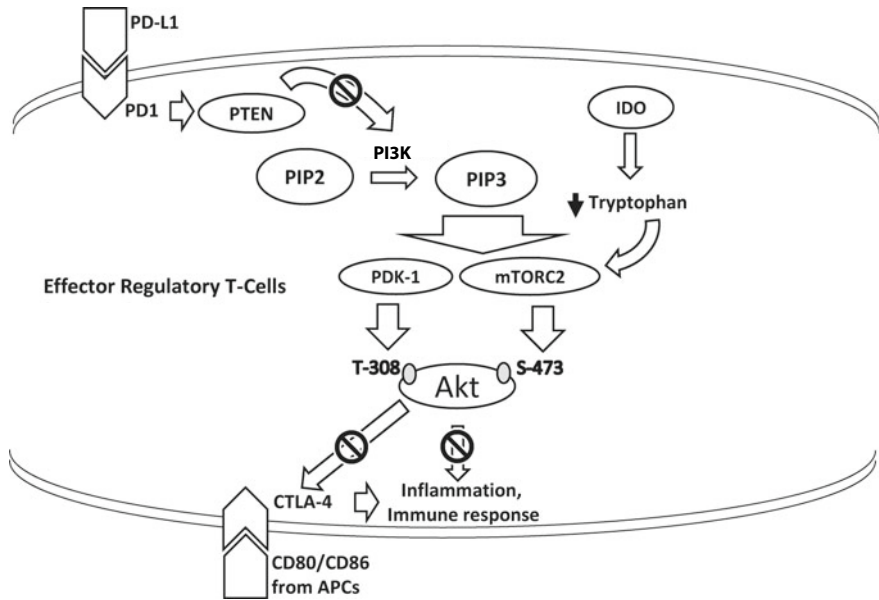 PD-L1
PD1
PTEN
IDO
PI3K
PIP2
PIP3
Tryptophan
Effector Regulatory T-Cells
PDK-1
mTORC2
T-308
S-473
Akt
CTLA-4
Inflammation,
Immune response
CD80/CD86
from APCs